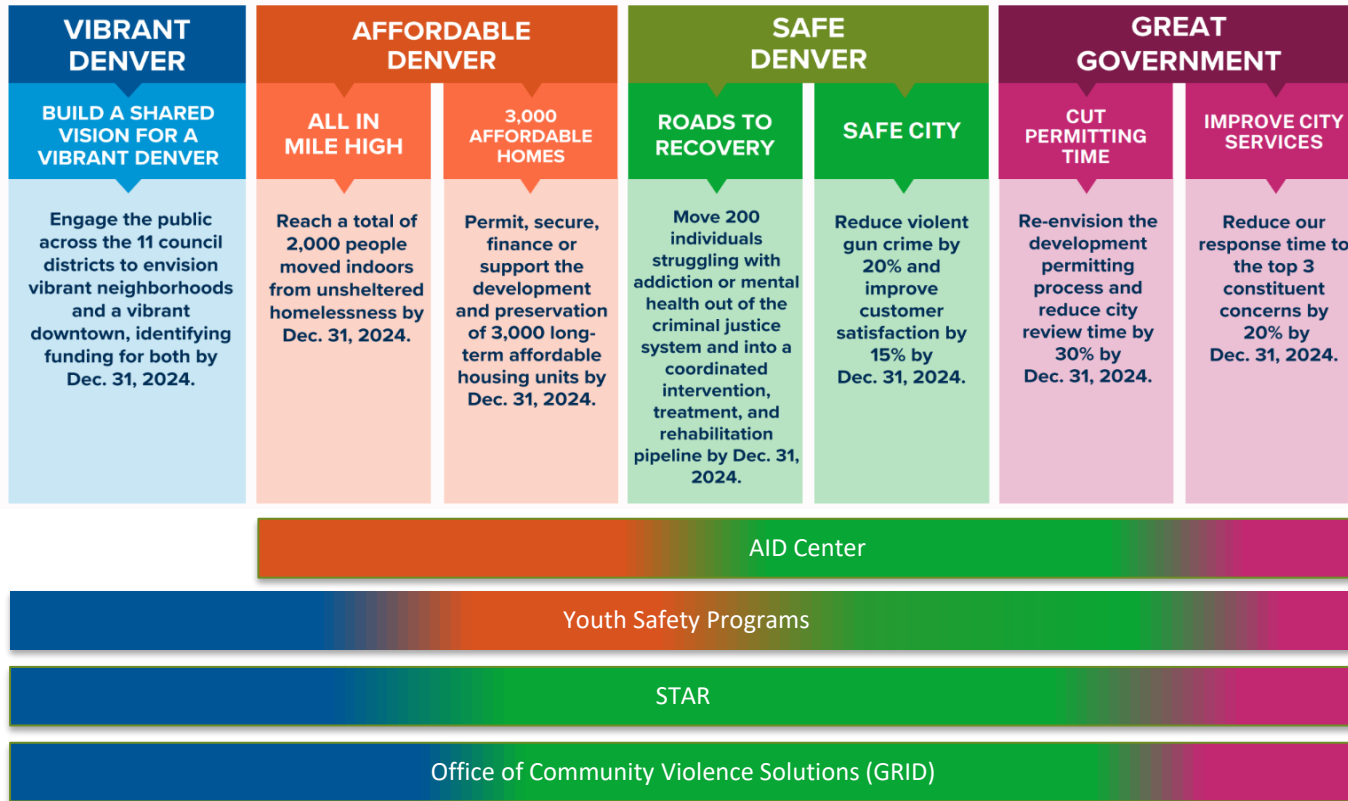 VIBRANT
DENVER
BUILD A SHARED
VISION FOR A
VIBRANT DENVER
Engage the public
across the 11 council
districts to envision
vibrant neighborhoods
and a vibrant
downtown, identifying
funding for both by
Dec. 31, 2024.
AFFORDABLE
DENVER
ALL IN
MILE HIGH
Reach a total of
2,000 people
moved indoors
from unsheltered
homelessness by
Dec. 31, 2024.
3,000
AFFORDABLE
HOMES
Permit, secure,
finance or
support the
development
and preservation
of 3,000 long-
term affordable
housing units by
Dec. 31, 2024.
SAFE
DENVER
ROADS TO
RECOVERY
Move 200
individuals
struggling with
addiction or mental
health out of the
criminal justice
system and into a
coordinated
intervention,
treatment, and
rehabilitation
pipeline by Dec. 31,
2024.
SAFE CITY
Reduce violent
gun crime by
20% and
improve
customer
satisfaction by
15% by
Dec. 31, 2024.
GREAT
GOVERNMENT
CUT
PERMITTING
TIME
Re-envision the
development
permitting
process and
reduce city
review time by
30% by
Dec. 31, 2024.
IMPROVE CITY
SERVICES
Reduce our
response time to
the top 3
constituent
concerns by
20% by
Dec. 31, 2024.
AID Center
Youth Safety Programs
STAR
Office of Community Violence Solutions (GRID)